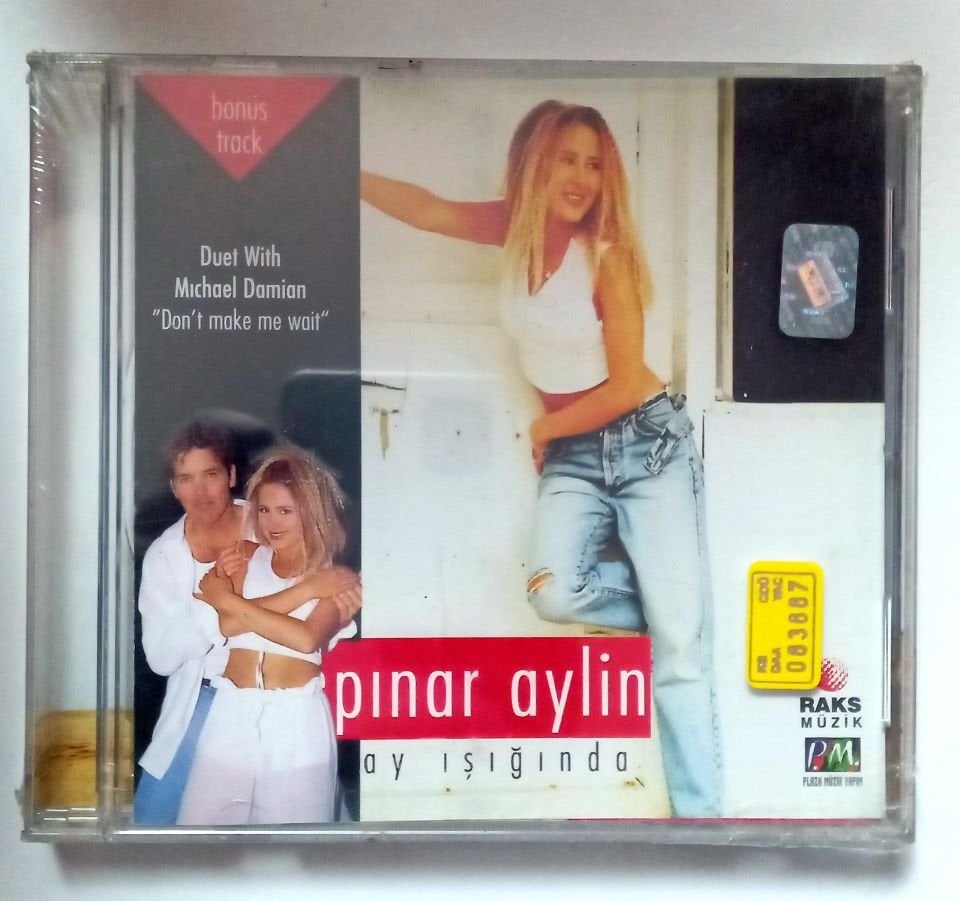 bonus
track
Duet With
Mıchael Damian
"Don't make me wait"
pınar aylin
ay ışığında
083887
RAKS
MÜZİK
P.M.
PLAZA MÜZİK YAPIM